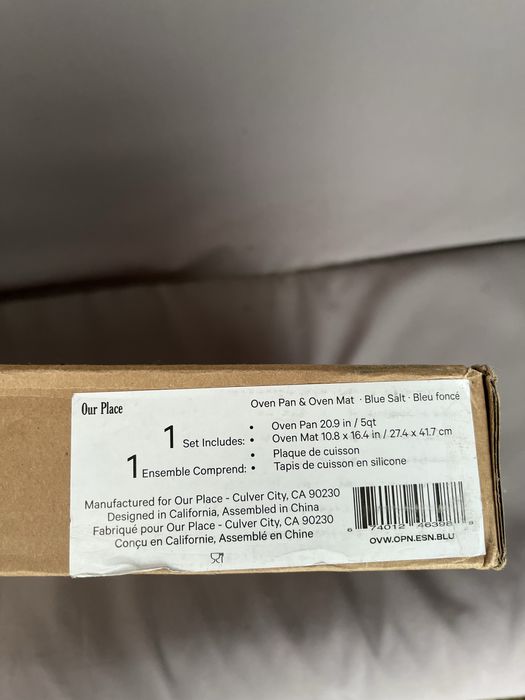 Our Place
Oven Pan & Oven Mat · Blue Salt · Bleu foncé
1 Set Includes:
• Oven Pan 20.9 in / 5qt
• Oven Mat 10.8 x 16.4 in / 27.4 x 41.7 cm
1 Ensemble Comprend:
• Plaque de cuisson
• Tapis de cuisson en silicone
Manufactured for Our Place - Culver City, CA 90230
Designed in California, Assembled in China
Fabriqué pour Our Place - Culver City, CA 90230
Conçu en Californie, Assemblé en Chine
6 74012 46398
OVW.OPN.ESN.BLU